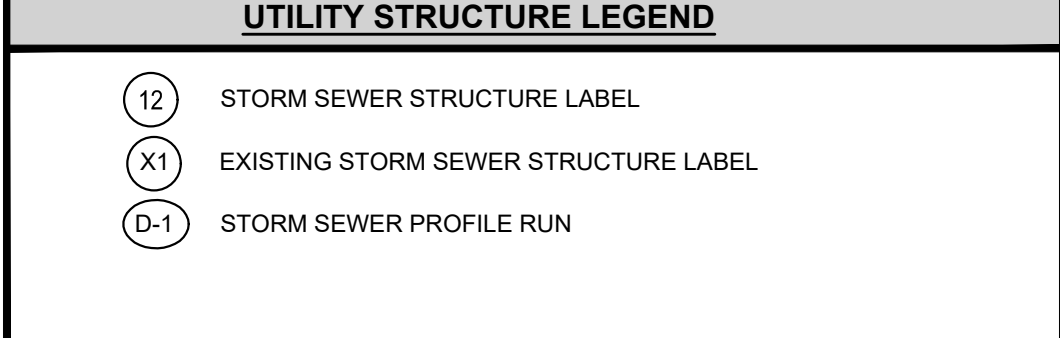 UTILITY STRUCTURE LEGEND
12 STORM SEWER STRUCTURE LABEL
X1 EXISTING STORM SEWER STRUCTURE LABEL
D-1 STORM SEWER PROFILE RUN